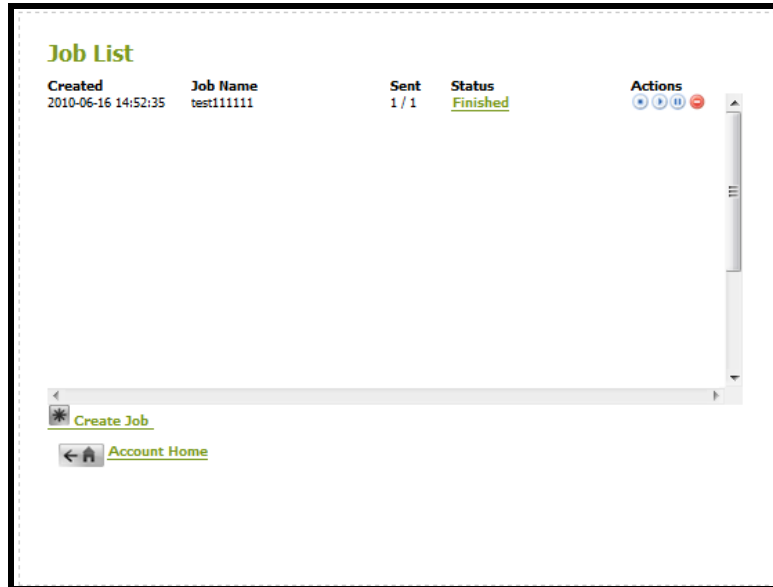 Job List
Created Job Name Sent Status Actions
2010-06-16 14:52:35 test111111 1 / 1 Finished
Create Job
Account Home